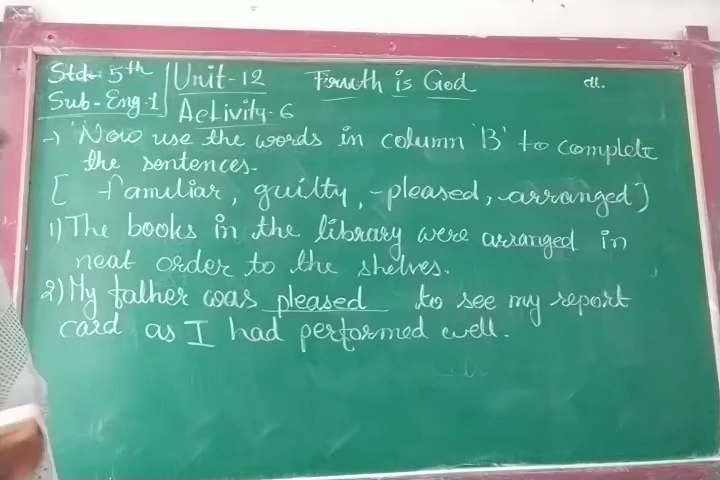 Std- 5th Unit-12 Truth is God dt.
Sub-Eng-1 Activity-6
→ Now use the words in column 'B' to complete
the sentences.
[ familiar, guilty, pleased, arranged ]
1) The books in the library were arranged in
neat order to the shelves.
2) My father was pleased to see my report
card as I had performed well.